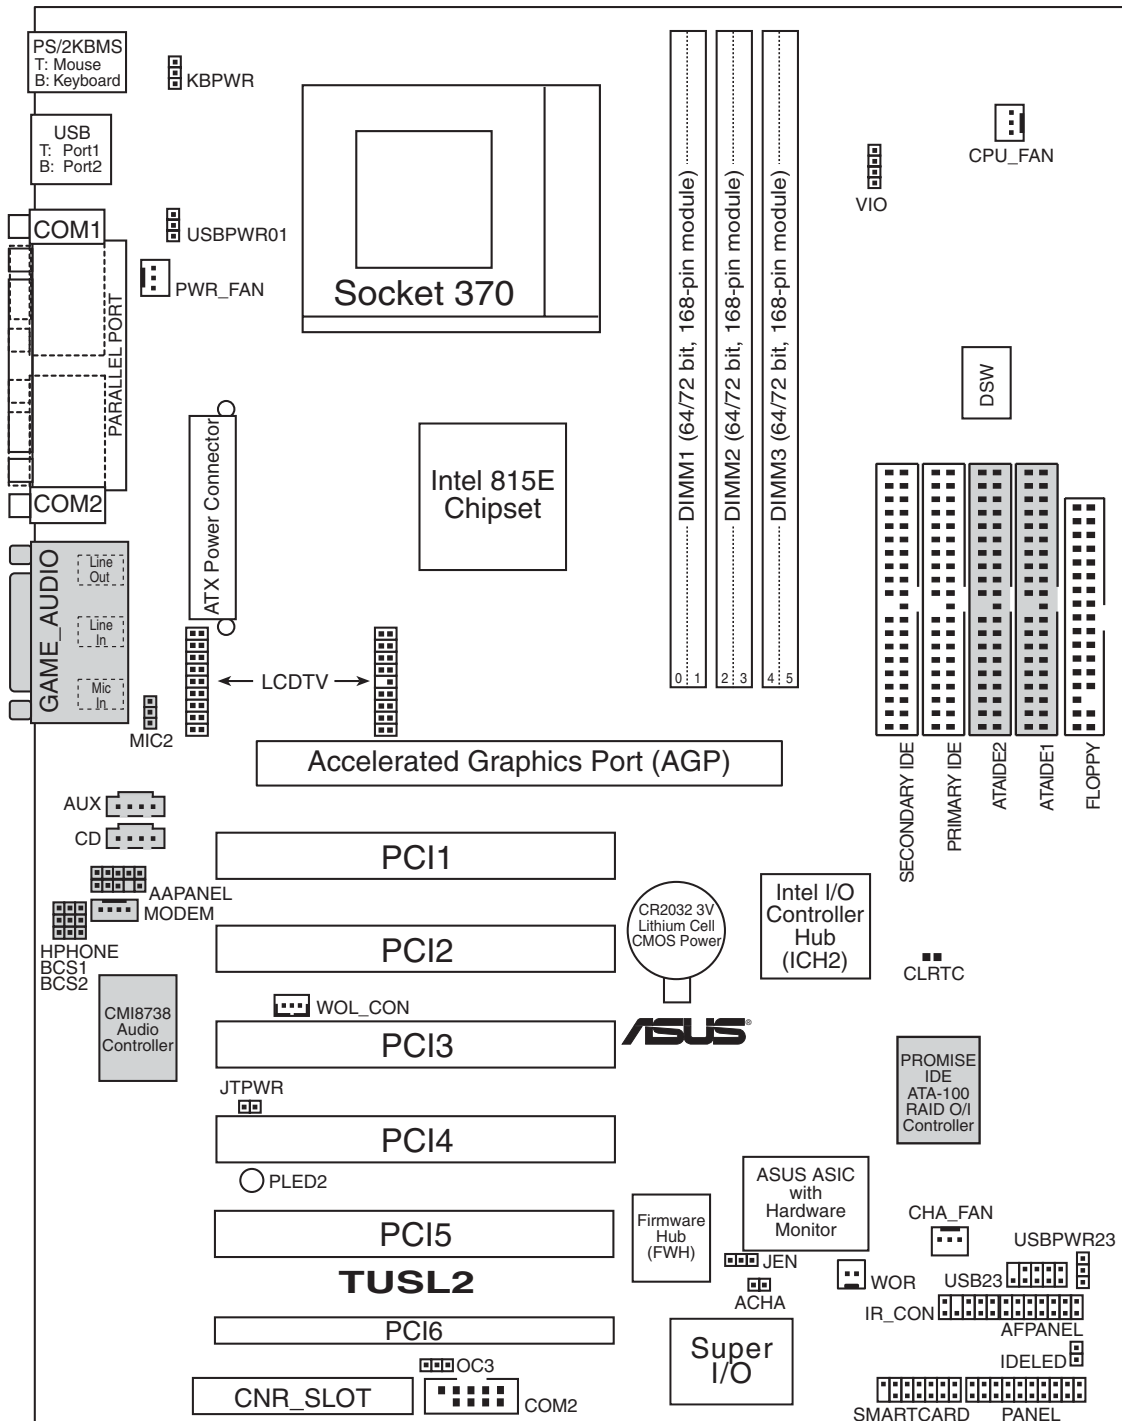 PS/2KBMS
T: Mouse
B: Keyboard
KBPWR
USB
T: Port1
B: Port2
CPU_FAN
VIO
COM1
USBPWR01
PWR_FAN
Socket 370
PARALLEL PORT
DIMM1 (64/72 bit, 168-pin module)
DIMM2 (64/72 bit, 168-pin module)
DIMM3 (64/72 bit, 168-pin module)
DSW
ATX Power Connector
Intel 815E
Chipset
COM2
GAME_AUDIO
Line
Out
Line
In
Mic
In
LCDTV
0 1
2 3
4 5
MIC2
Accelerated Graphics Port (AGP)
SECONDARY IDE
PRIMARY IDE
ATAIDE2
ATAIDE1
FLOPPY
AUX
CD
PCI1
AAPANEL
MODEM
CR2032 3V
Lithium Cell
CMOS Power
Intel I/O
Controller
Hub
(ICH2)
PCI2
HPHONE
BCS1
BCS2
CLRTC
CMI8738
Audio
Controller
WOL_CON
ASUS®
PCI3
PROMISE
IDE
ATA-100
RAID O/I
Controller
JTPWR
PCI4
PLED2
ASUS ASIC
with
Hardware
Monitor
Firmware
Hub
(FWH)
CHA_FAN
PCI5
USBPWR23
JEN
WOR
USB23
TUSL2
ACHA
IR_CON
AFPANEL
PCI6
Super
I/O
IDELED
OC3
CNR_SLOT
COM2
SMARTCARD
PANEL